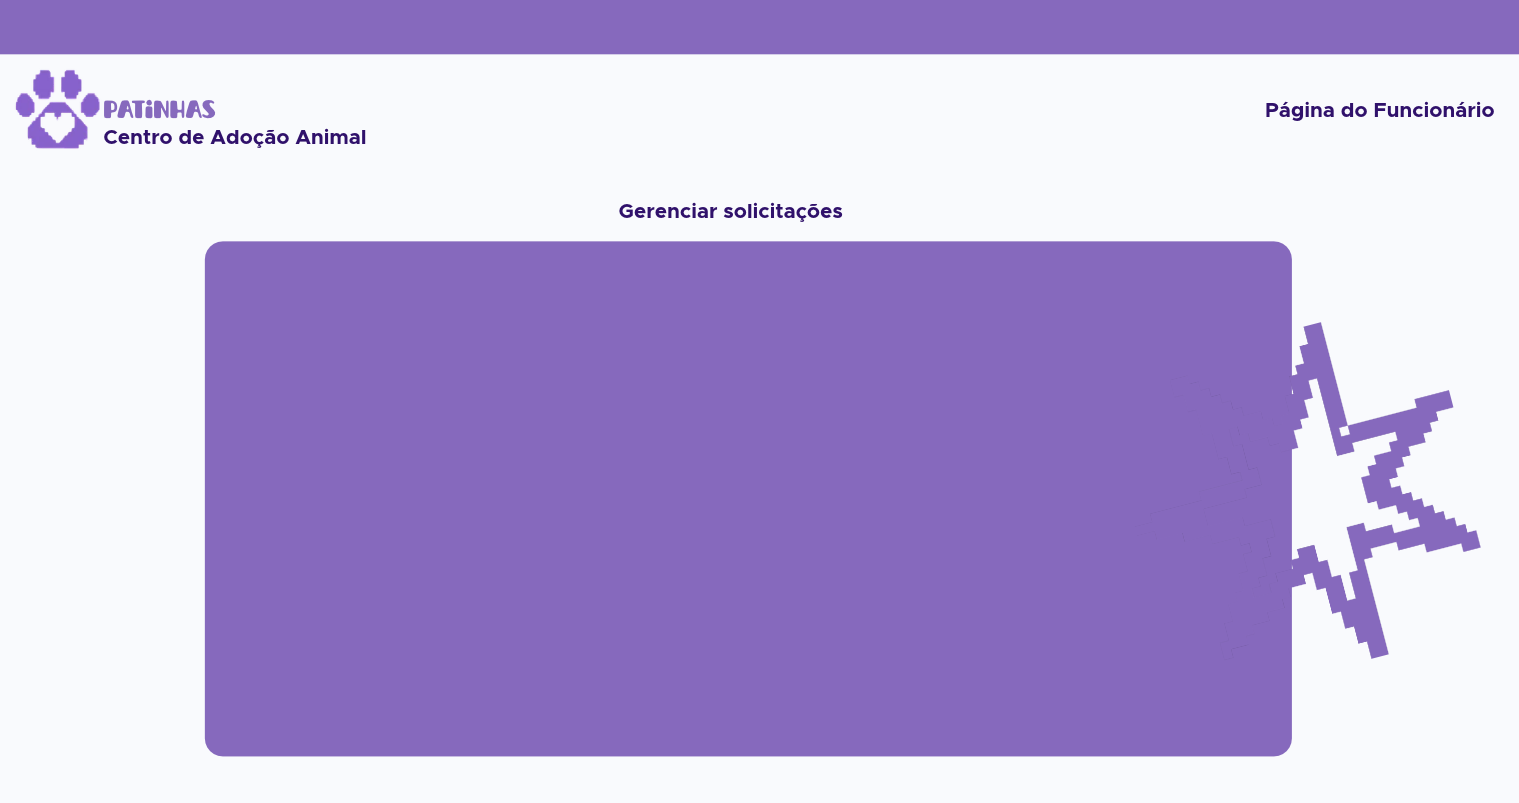 PATINHAS
Centro de Adoção Animal
Página do Funcionário
Gerenciar solicitações